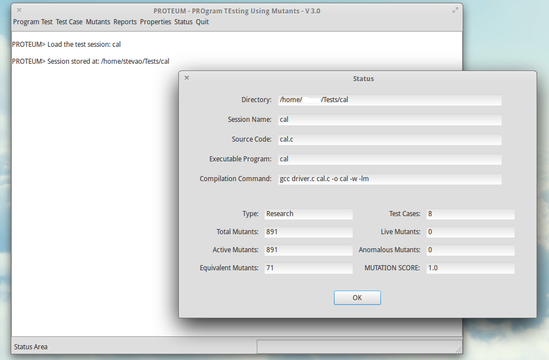 PROTEUM - PROgram TEsting Using Mutants - V 3.0
Program Test Test Case Mutants Reports Properties Status Quit
PROTEUM> Load the test session: cal
PROTEUM> Session stored at: /home/stevao/Tests/cal
Status
Directory: /home/ /Tests/cal
Session Name: cal
Source Code: cal.c
Executable Program: cal
Compilation Command: gcc driver.c cal.c -o cal -w -lm
Type: Research Test Cases: 8
Total Mutants: 891 Live Mutants: 0
Active Mutants: 891 Anomalous Mutants: 0
Equivalent Mutants: 71 MUTATION SCORE: 1.0
OK
Status Area